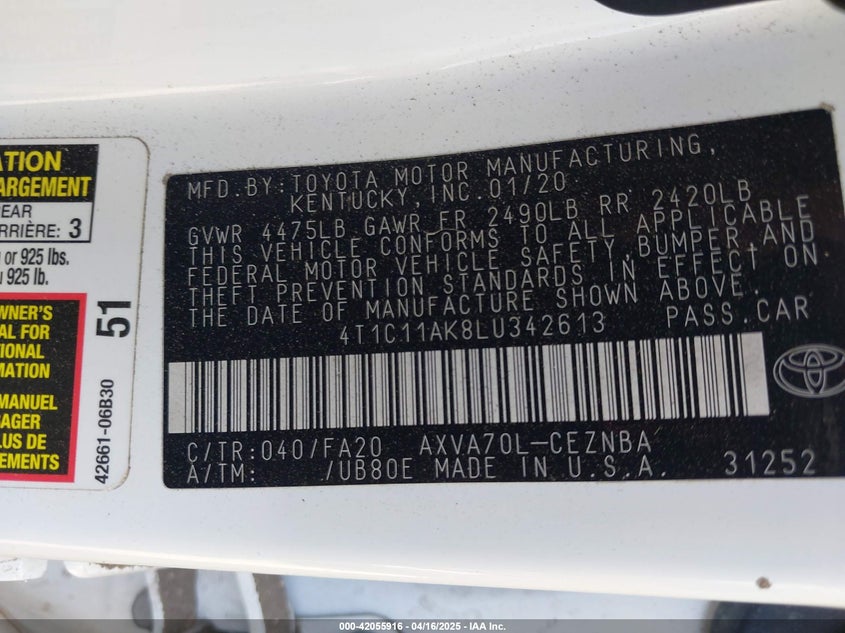 ATION
ARGEMENT
EAR
RRIÈRE: 3
or 925 lbs.
925 lb.
WNER'S
AL FOR
TIONAL
MATION
MANUEL
AGER
LUS DE
EMENTS
51
42661-06B30
MFD.BY:TOYOTA MOTOR MANUFACTURING,
KENTUCKY, INC.01/20
GVWR 4475LB GAWR FR 2490LB RR 2420LB
THIS VEHICLE CONFORMS TO ALL APPLICABLE
FEDERAL MOTOR VEHICLE SAFETY,BUMPER,AND
THEFT PREVENTION STANDARDS IN EFFECT ON
THE DATE OF MANUFACTURE SHOWN ABOVE.
4T1C11AK8LU342613 PASS.CAR
C/TR:040/FA20 AXVA70L-CEZNBA
A/TM: /UB80E MADE IN U.S.A. 31252
000-42055916 - 04/16/2025 - IAA Inc.